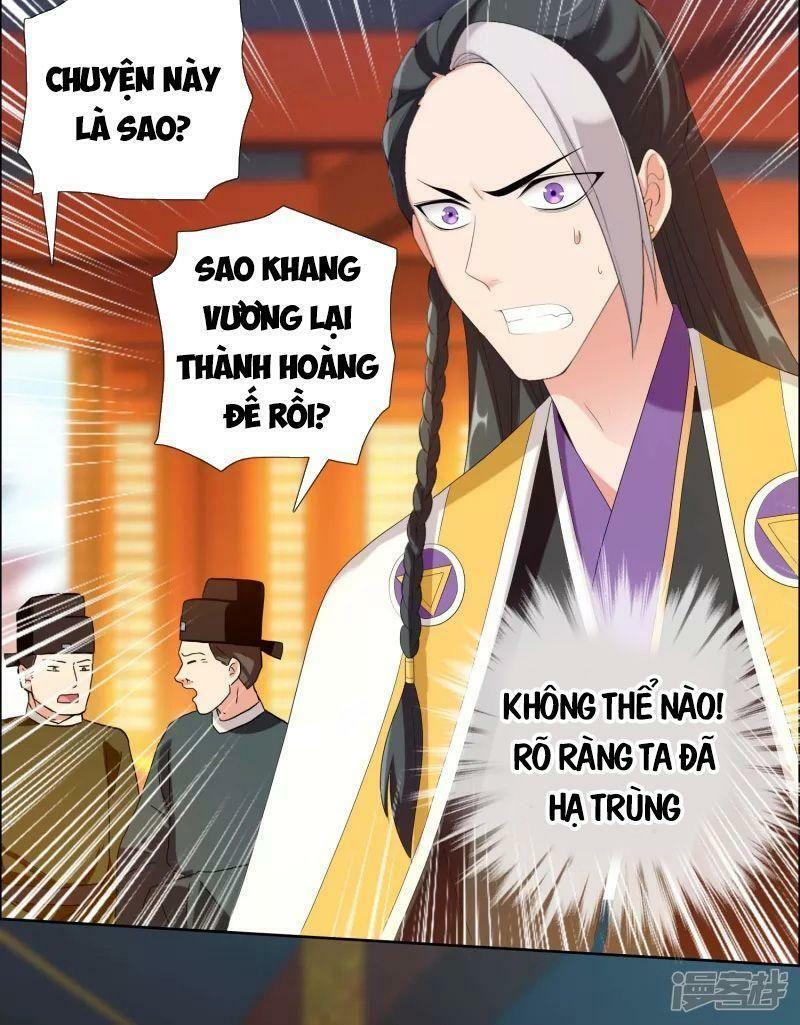 CHUYỆN NÀY
LÀ SAO?
SAO KHANG
VƯƠNG LẠI
THÀNH HOÀNG
ĐẾ RỒI?
KHÔNG THỂ NÀO!
RÕ RÀNG TA ĐÃ
HẠ TRÙNG
漫客栈